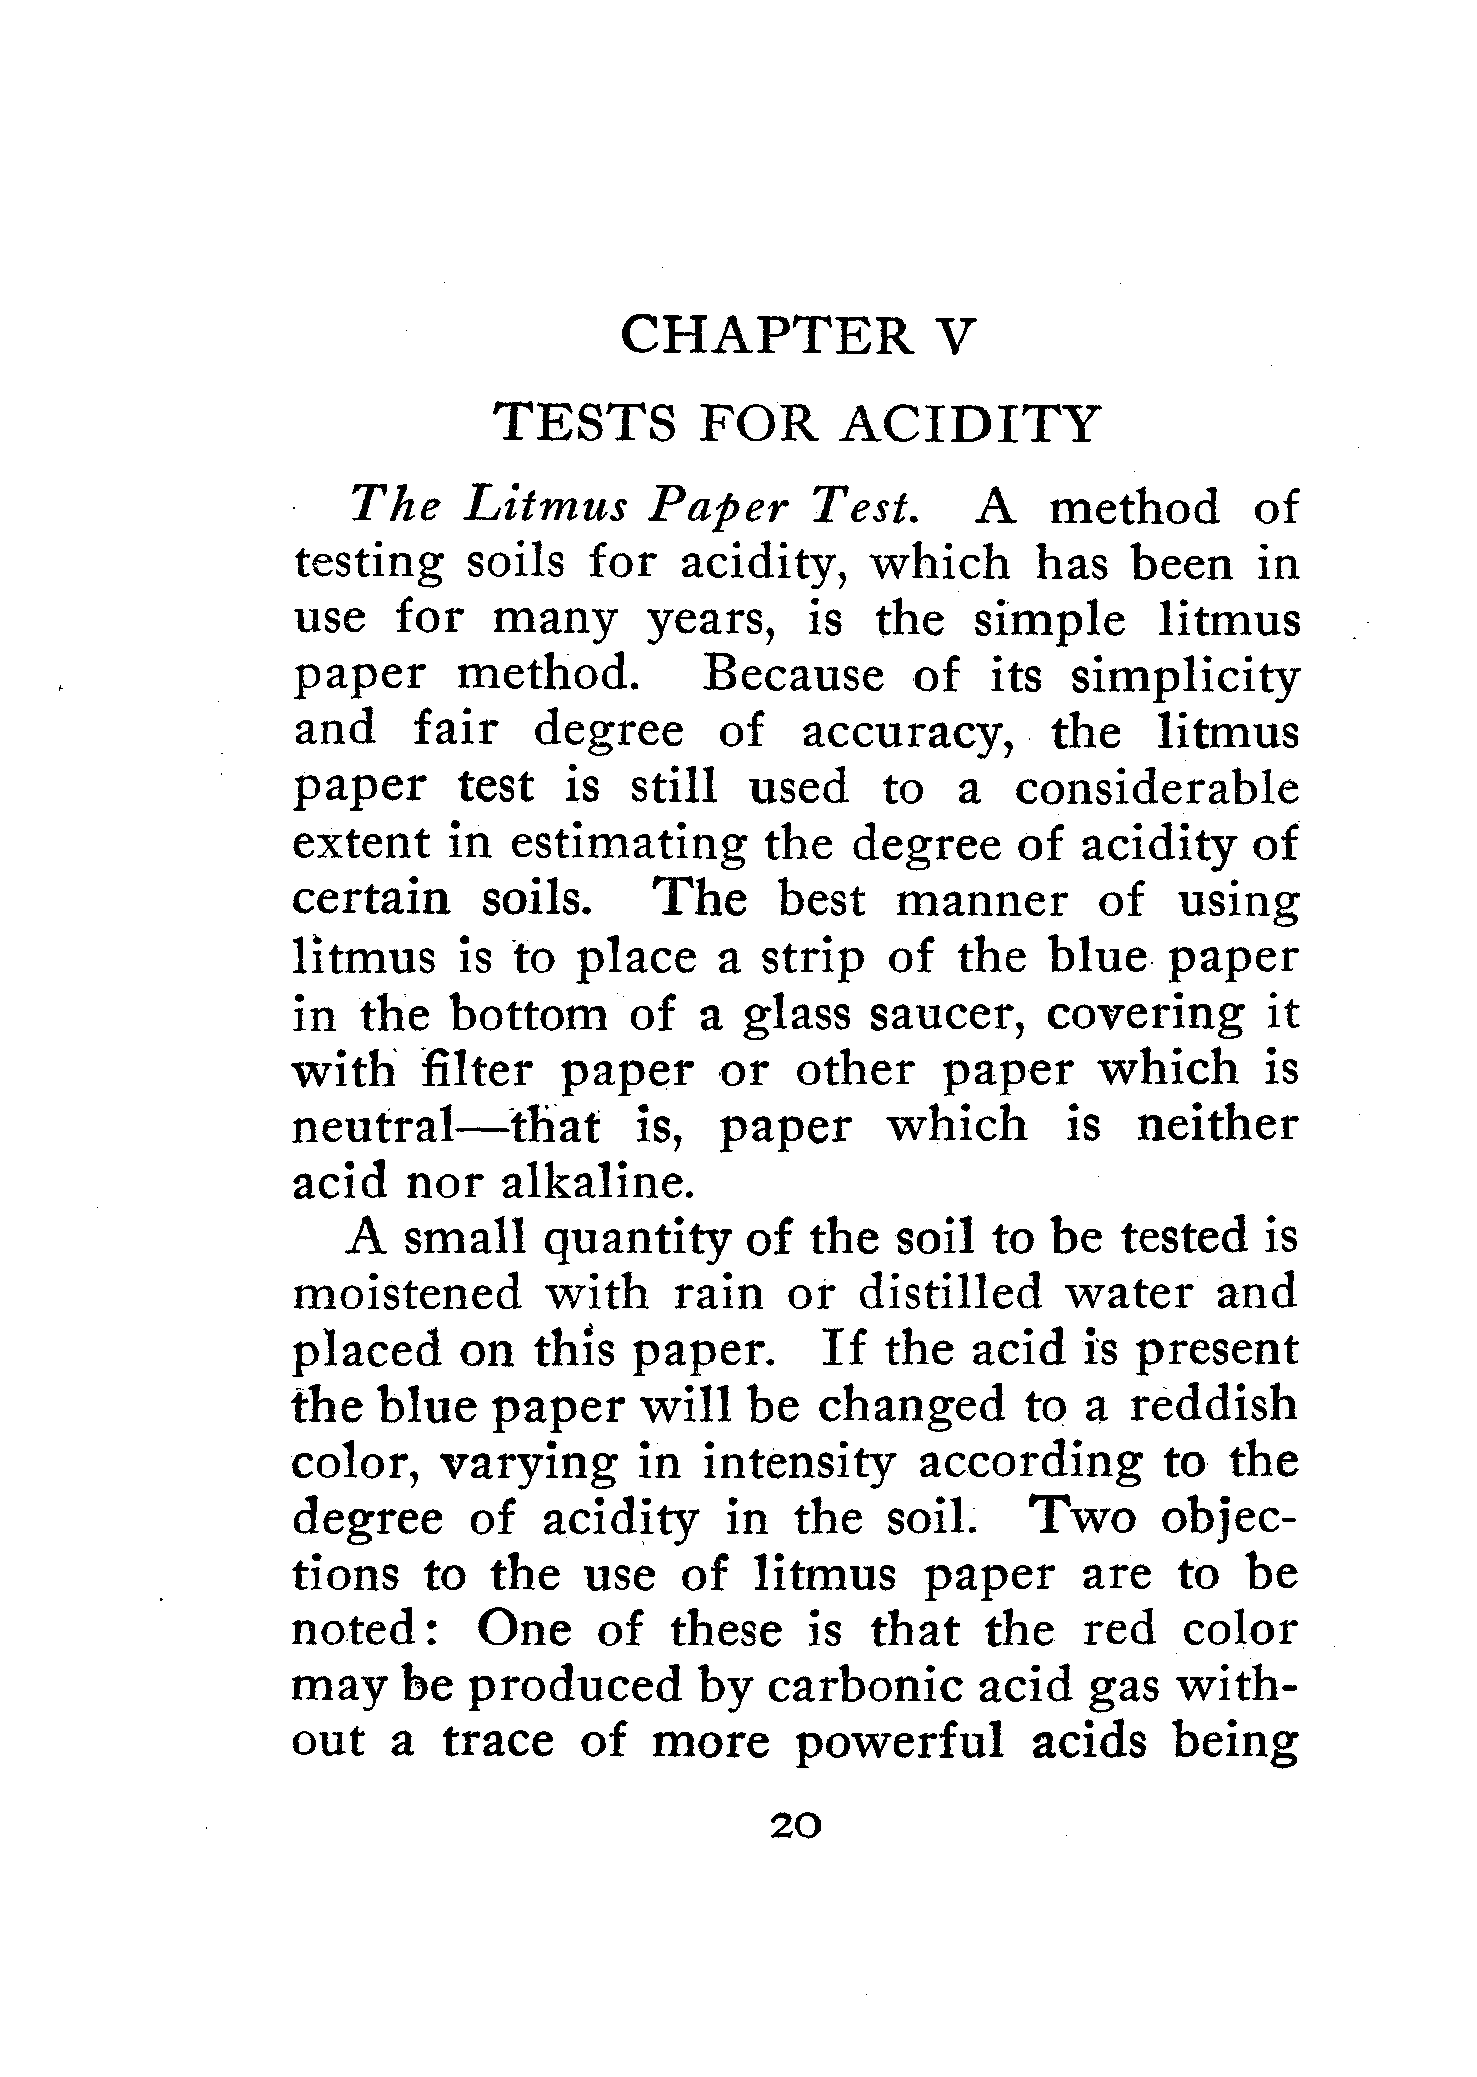 CHAPTER V
TESTS FOR ACIDITY
The Litmus Paper Test. A method of
testing soils for acidity, which has been in
use for many years, is the simple litmus
paper method. Because of its simplicity
and fair degree of accuracy, the litmus
paper test is still used to a considerable
extent in estimating the degree of acidity of
certain soils. The best manner of using
litmus is to place a strip of the blue paper
in the bottom of a glass saucer, covering it
with filter paper or other paper which is
neutral—that is, paper which is neither
acid nor alkaline.
A small quantity of the soil to be tested is
moistened with rain or distilled water and
placed on this paper. If the acid is present
the blue paper will be changed to a reddish
color, varying in intensity according to the
degree of acidity in the soil. Two objec-
tions to the use of litmus paper are to be
noted: One of these is that the red color
may be produced by carbonic acid gas with-
out a trace of more powerful acids being
20